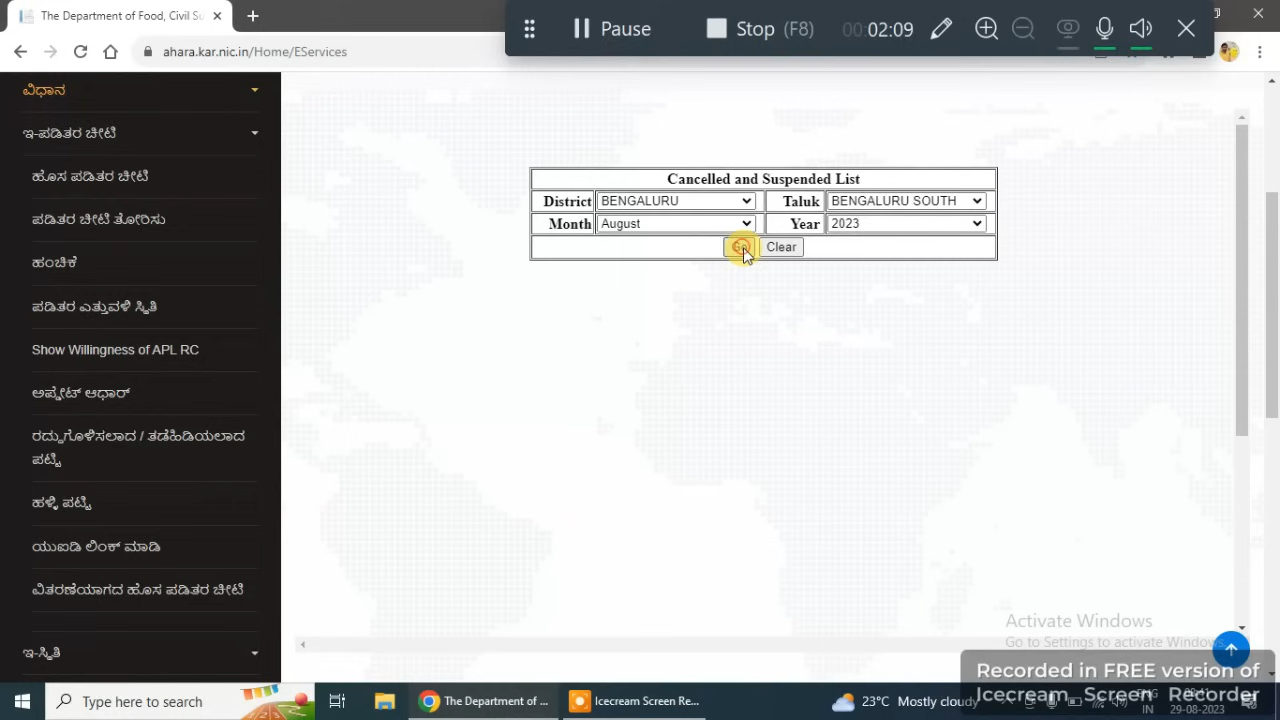 The Department of Food, Civil Su
Pause
Stop (F8)
00:02:09
ahara.kar.nic.in/Home/EServices
ವಿಧಾನ
ಇ-ಪಡಿತರ ಚೀಟಿ
ಹೊಸ ಪಡಿತರ ಚೀಟಿ
ಪಡಿತರ ಚೀಟಿ ತೋರಿಸು
ಹಂಚಿಕೆ
ಪಡಿತರ ಎತ್ತುವಳಿ ಸ್ಥಿತಿ
Show Willingness of APL RC
ಅಪ್ಡೇಟ್ ಆಧಾರ್
ರದ್ದುಗೊಳಿಸಲಾದ / ತಡೆಹಿಡಿಯಲಾದ
ಪಟ್ಟಿ
ಹಳ್ಳಿ ಪಟ್ಟಿ
ಯುಐಡಿ ಲಿಂಕ್ ಮಾಡಿ
ವಿತರಣೆಯಾಗದ ಹೊಸ ಪಡಿತರ ಚೀಟಿ
ಇ-ಸ್ಥಿತಿ
Cancelled and Suspended List
District BENGALURU Taluk BENGALURU SOUTH
Month August Year 2023
Go Clear
Activate Windows
Go to Settings to activate Windows.
Recorded in FREE version of
Icecream Screen Recorder
Type here to search
The Department of ...
Icecream Screen Re...
23°C Mostly cloudy
ENG
IN
29-08-2023